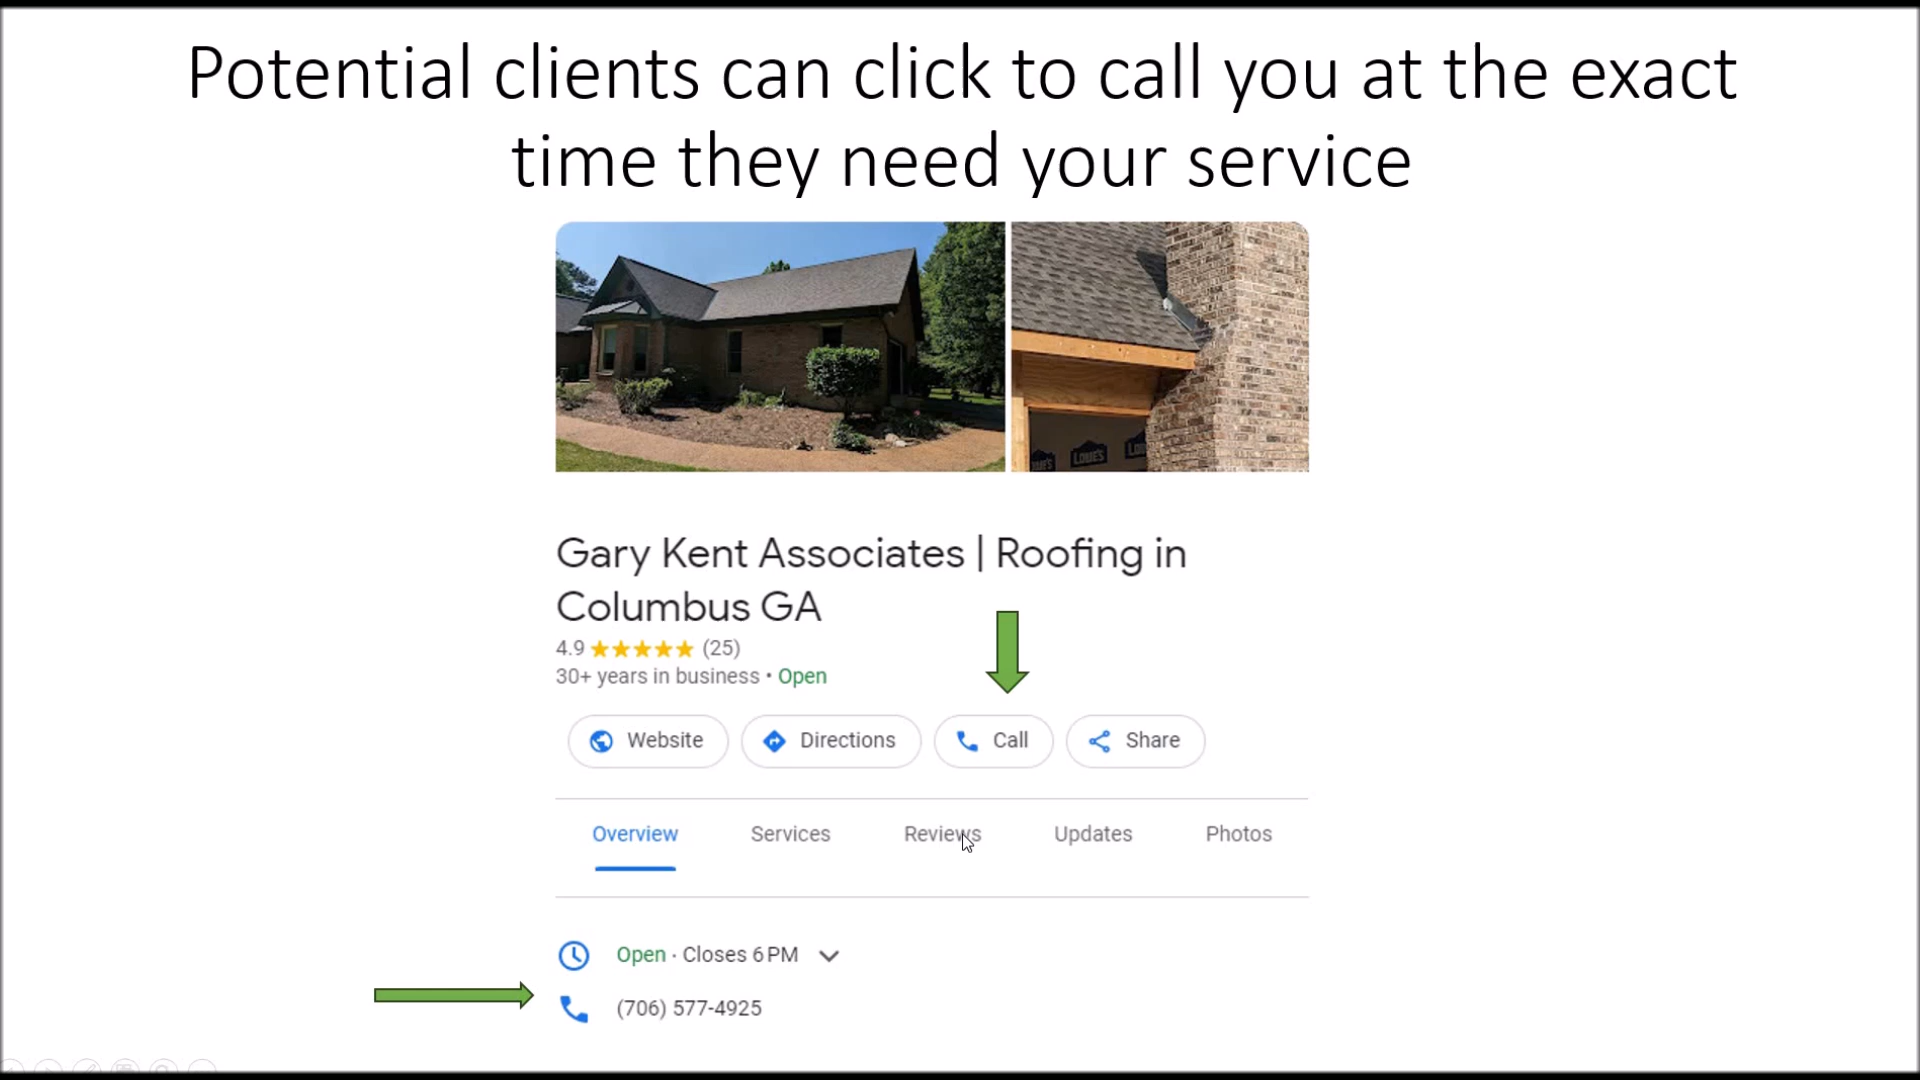 Potential clients can click to call you at the exact
time they need your service
LOWE'S
Gary Kent Associates | Roofing in
Columbus GA
4.9 (25)
30+ years in business • Open
Website Directions Call Share
Overview Services Reviews Updates Photos
Open · Closes 6 PM
(706) 577-4925